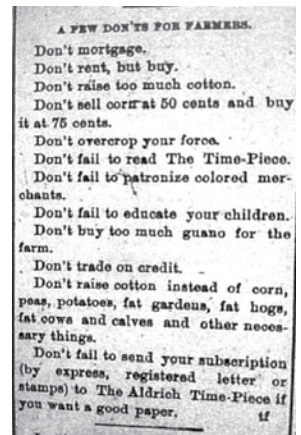 A FEW DON'TS FOR FARMERS.
Don't mortgage.
Don't rent, but buy.
Don't raise too much cotton.
Don't sell corn at 50 cents and buy
it at 75 cents.
Don't overcrop your force.
Don't fail to read The Time-Piece.
Don't fail to patronize colored mer-
chants.
Don't fail to educate your children.
Don't buy too much guano for the
farm.
Don't trade on credit.
Don't raise cotton instead of corn,
peas, potatoes, fat gardens, fat hogs,
fat cows and calves and other neces-
sary things.
Don't fail to send your subscription
(by express, registered letter or
stamps) to The Aldrich Time-Piece if
you want a good paper. tf